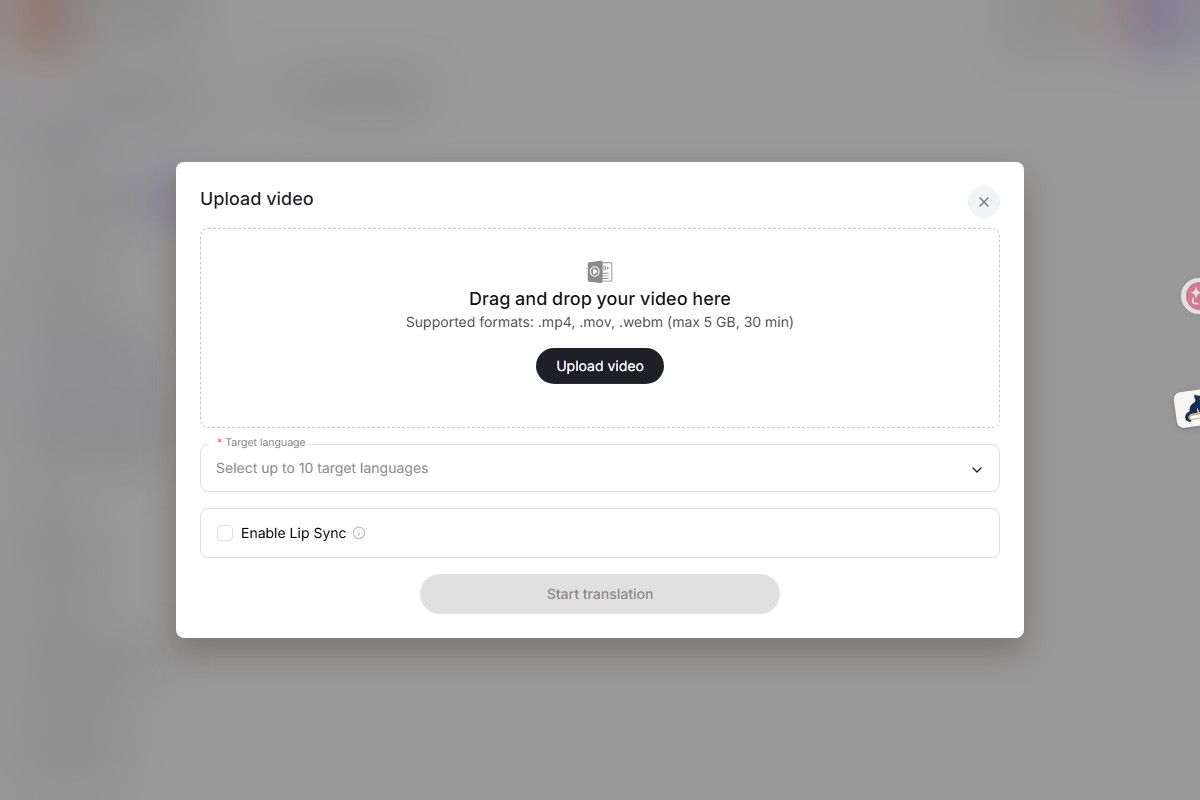 Upload video
Drag and drop your video here
Supported formats: .mp4, .mov, .webm (max 5 GB, 30 min)
Upload video
* Target language
Select up to 10 target languages
Enable Lip Sync
Start translation